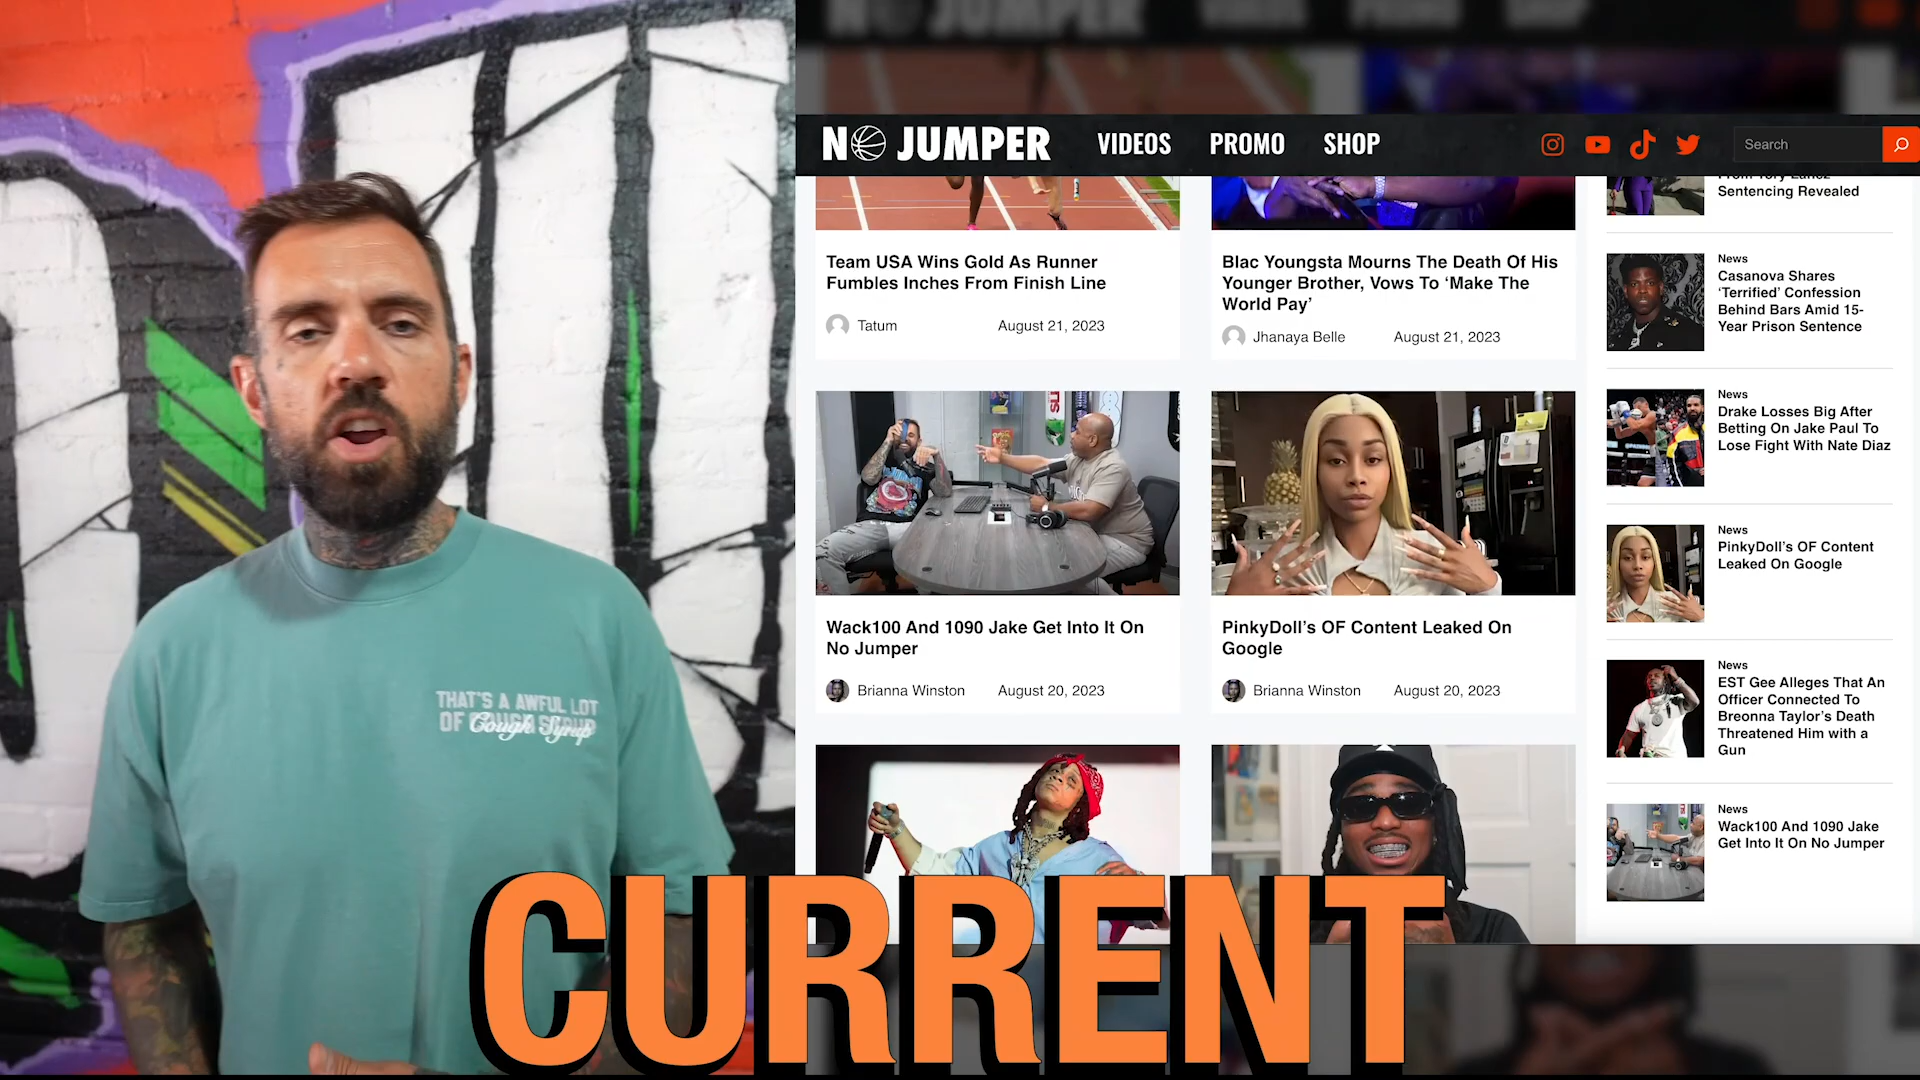 THAT'S A AWFUL LOT
OF COUGH SYRUP
Cough Syrup
NO JUMPER
VIDEOS
PROMO
SHOP
Search
Team USA Wins Gold As Runner
Fumbles Inches From Finish Line
Tatum
August 21, 2023
Blac Youngsta Mourns The Death Of His
Younger Brother, Vows To ‘Make The
World Pay’
Jhanaya Belle
August 21, 2023
Wack100 And 1090 Jake Get Into It On
No Jumper
Brianna Winston
August 20, 2023
PinkyDoll’s OF Content Leaked On
Google
Brianna Winston
August 20, 2023
From Tory Lanez
Sentencing Revealed
News
Casanova Shares
‘Terrified’ Confession
Behind Bars Amid 15-
Year Prison Sentence
News
Drake Losses Big After
Betting On Jake Paul To
Lose Fight With Nate Diaz
News
PinkyDoll’s OF Content
Leaked On Google
News
EST Gee Alleges That An
Officer Connected To
Breonna Taylor’s Death
Threatened Him with a
Gun
News
Wack100 And 1090 Jake
Get Into It On No Jumper
CURRENT